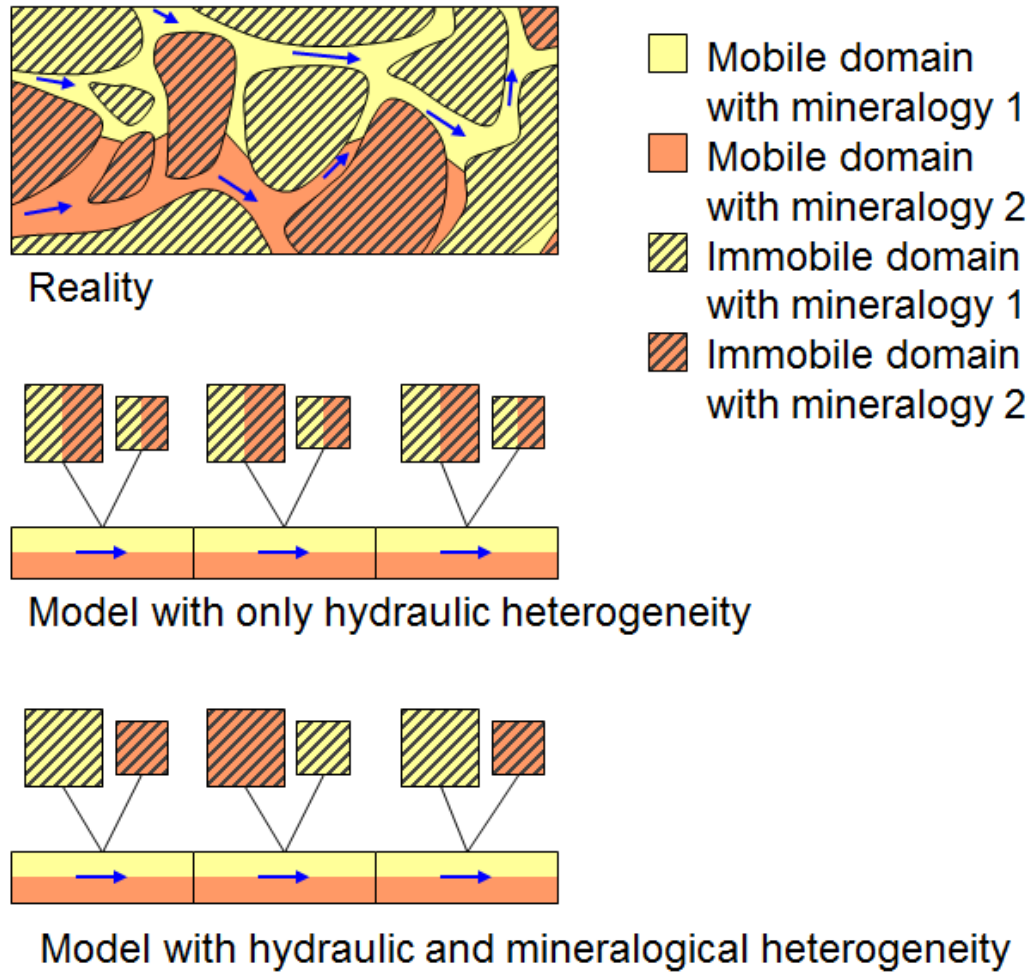 Mobile domain
with mineralogy 1
Mobile domain
with mineralogy 2
Immobile domain
with mineralogy 1
Immobile domain
with mineralogy 2
Reality
Model with only hydraulic heterogeneity
Model with hydraulic and mineralogical heterogeneity